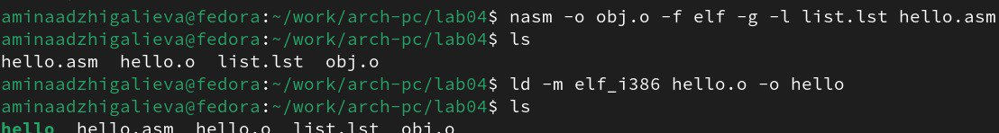 aminaadzhigalieva@fedora:~/work/arch-pc/lab04$ nasm -o obj.o -f elf -g -l list.lst hello.asm
aminaadzhigalieva@fedora:~/work/arch-pc/lab04$ ls
hello.asm  hello.o  list.lst  obj.o
aminaadzhigalieva@fedora:~/work/arch-pc/lab04$ ld -m elf_i386 hello.o -o hello
aminaadzhigalieva@fedora:~/work/arch-pc/lab04$ ls
hello  hello.asm  hello.o  list.lst  obj.o